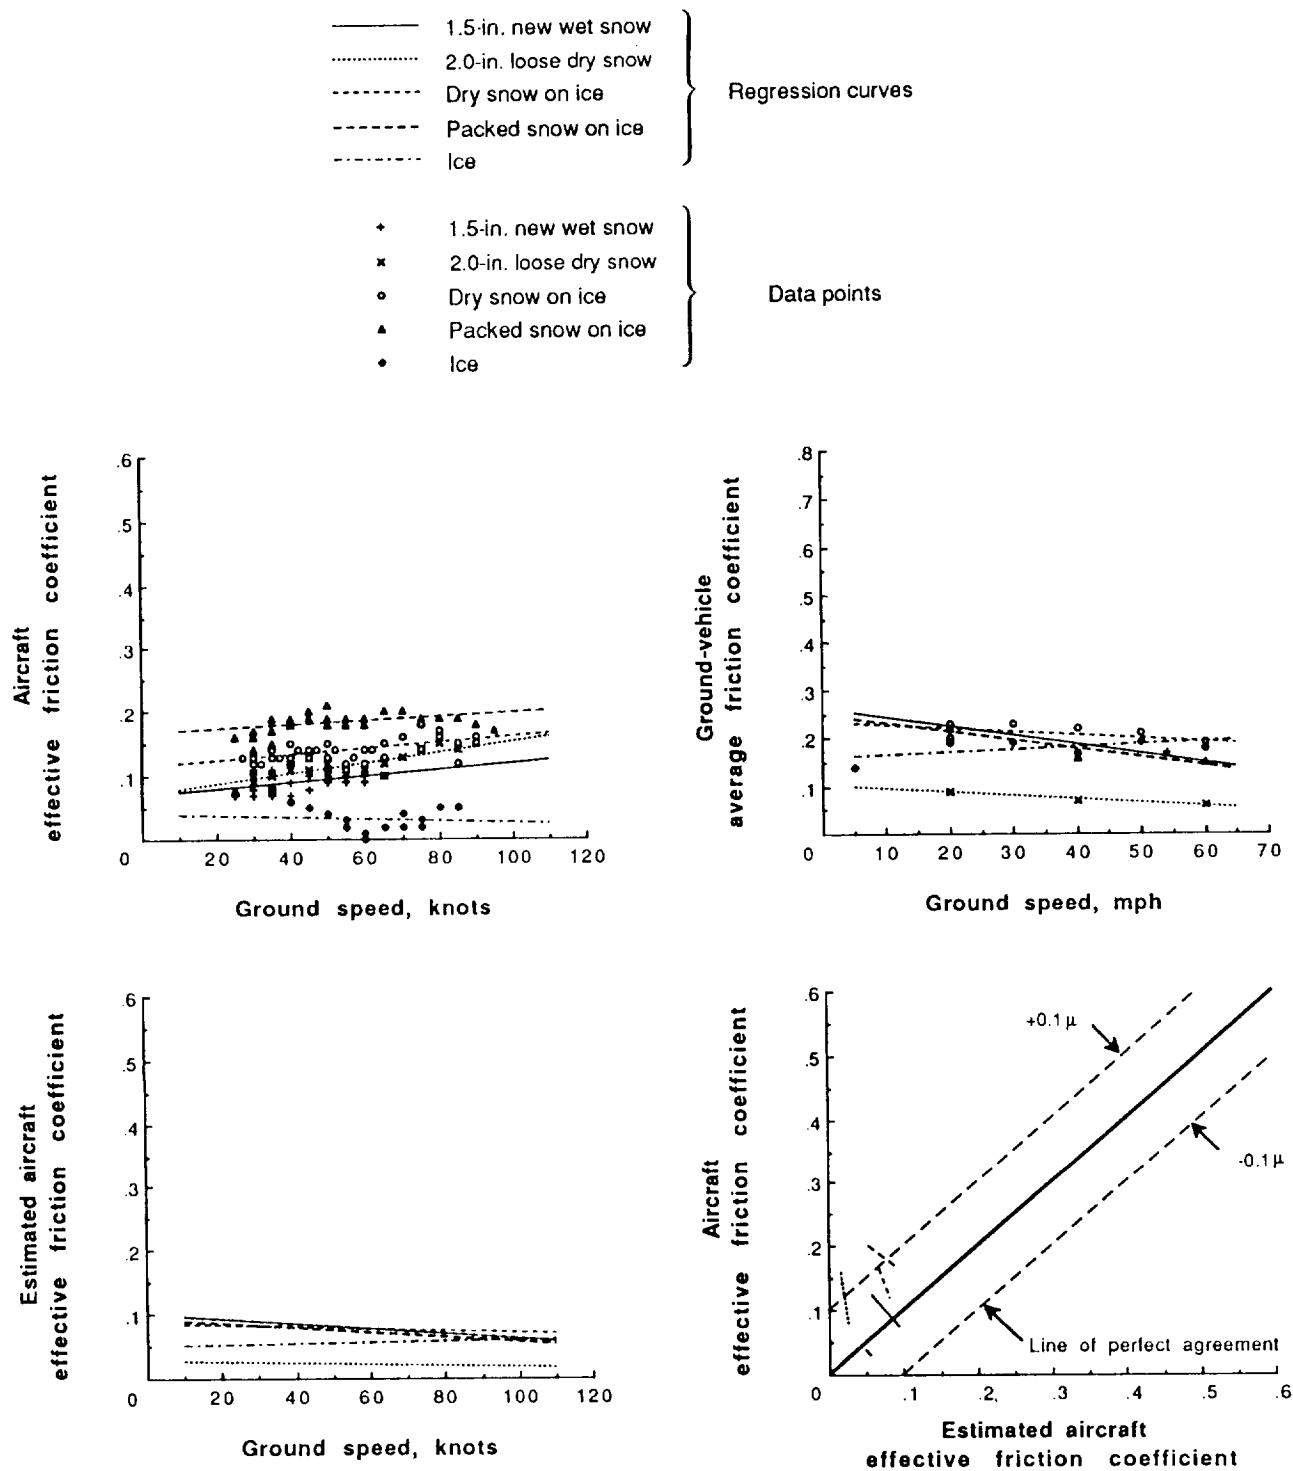 1.5-in. new wet snow
2.0-in. loose dry snow
Dry snow on ice
Packed snow on ice
Ice
Regression curves
1.5-in. new wet snow
2.0-in. loose dry snow
Dry snow on ice
Packed snow on ice
Ice
Data points
Aircraft
effective friction coefficient
.6
.5
.4
.3
.2
.1
0 20 40 60 80 100 120
Ground speed, knots
Ground-vehicle
average friction coefficient
.8
.7
.6
.5
.4
.3
.2
.1
0 10 20 30 40 50 60 70
Ground speed, mph
Estimated aircraft
effective friction coefficient
.6
.5
.4
.3
.2
.1
0 20 40 60 80 100 120
Ground speed, knots
Aircraft
effective friction coefficient
.6
.5
.4
.3
.2
.1
+0.1 μ
-0.1 μ
Line of perfect agreement
0 .1 .2 .3 .4 .5 .6
Estimated aircraft
effective friction coefficient